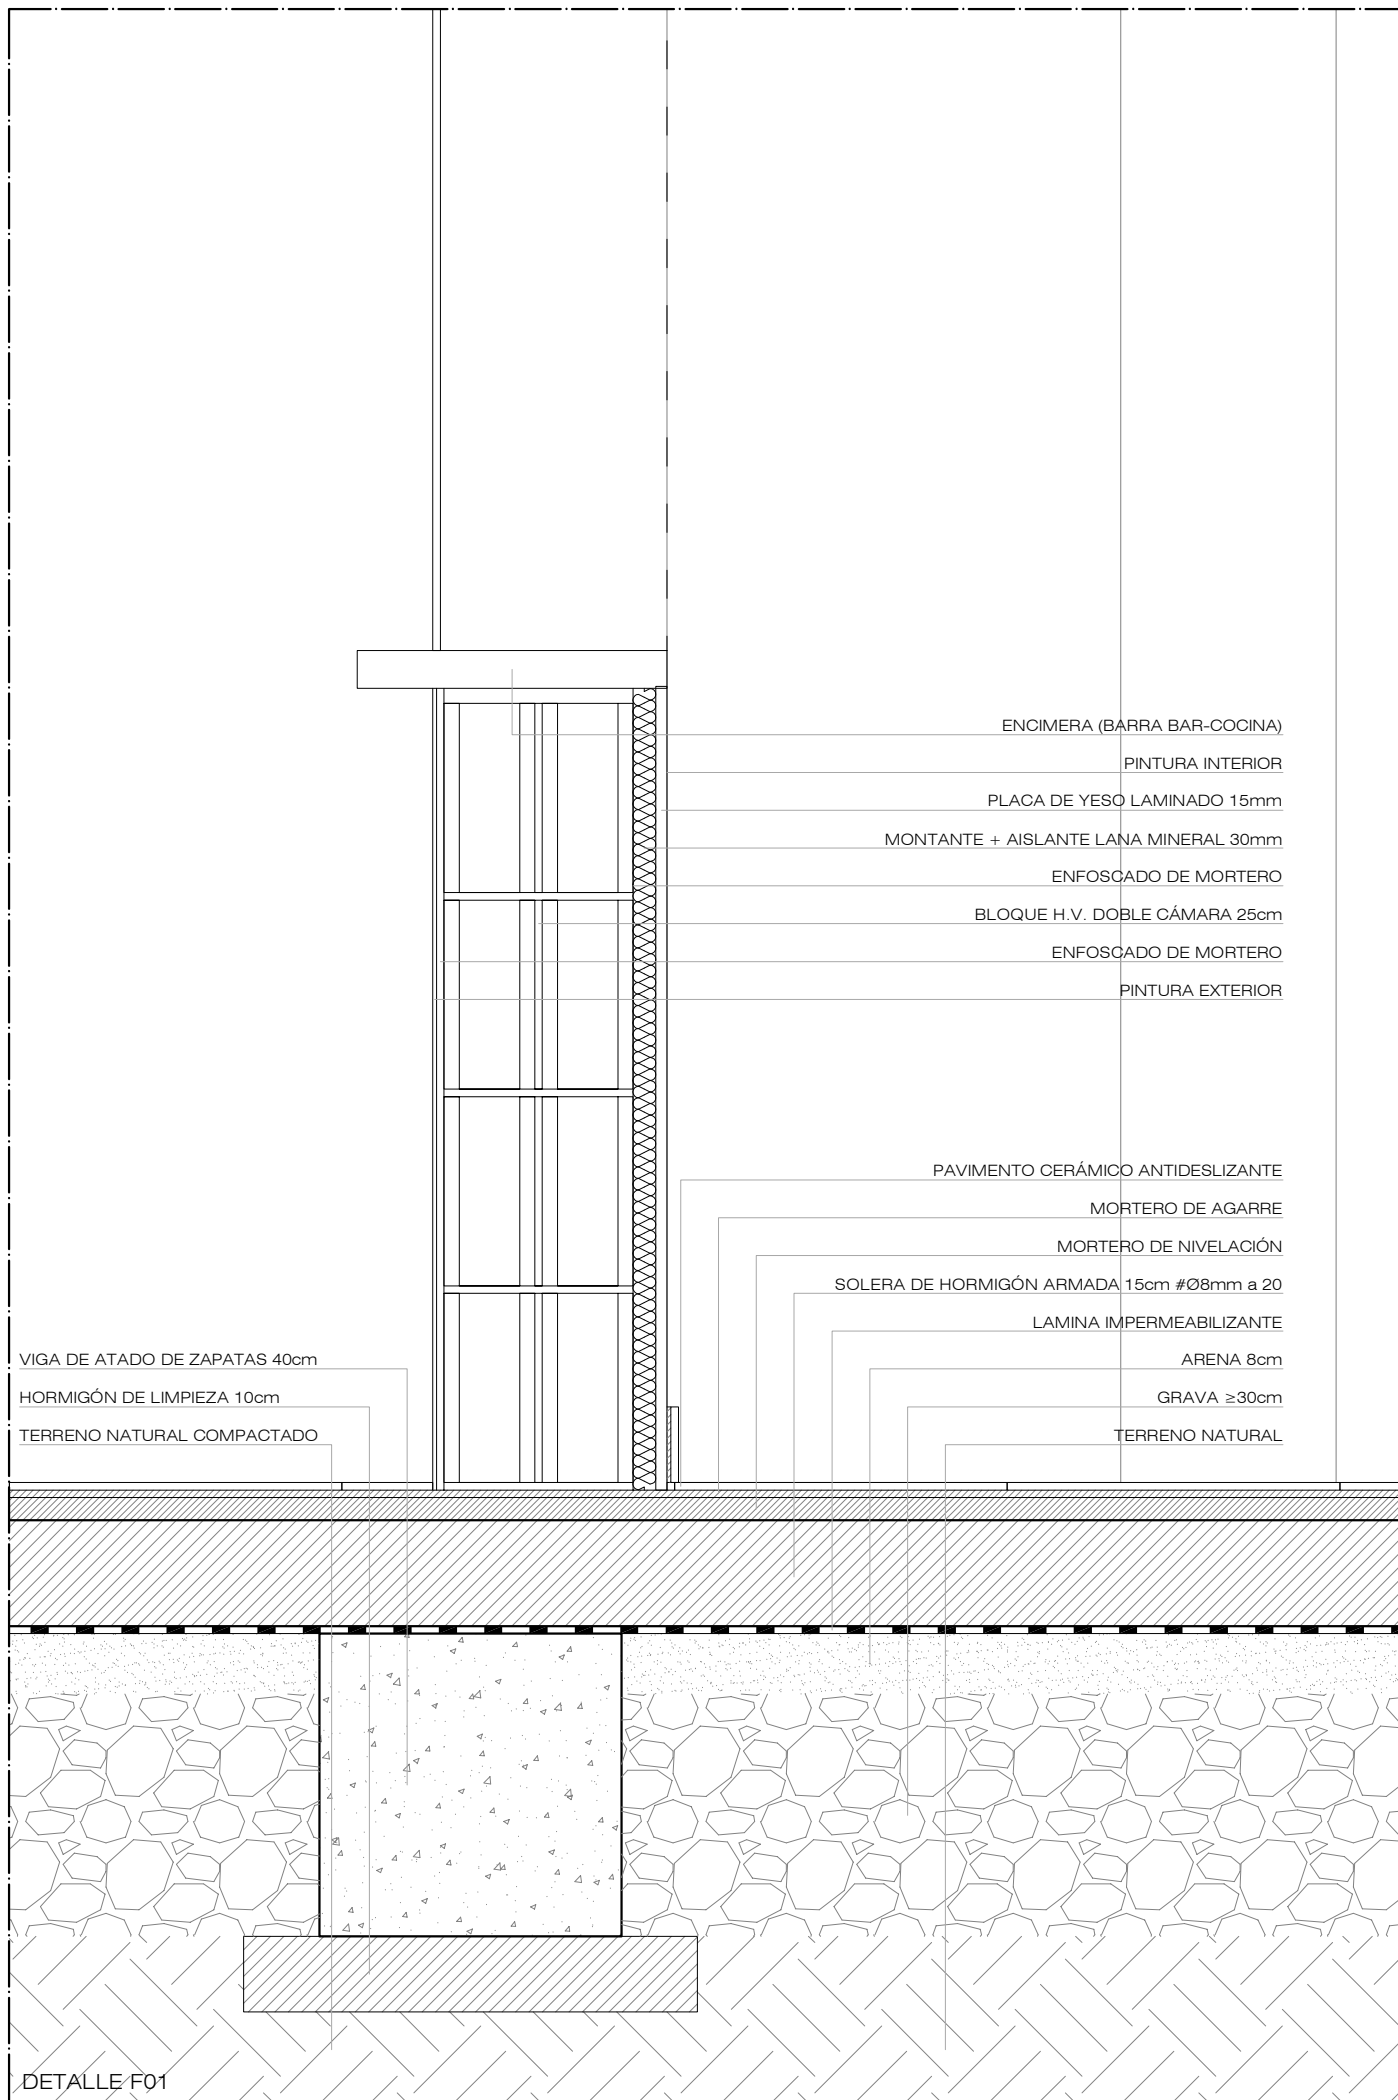 ENCIMERA (BARRA BAR-COCINA)
PINTURA INTERIOR
PLACA DE YESO LAMINADO 15mm
MONTANTE + AISLANTE LANA MINERAL 30mm
ENFOSCADO DE MORTERO
BLOQUE H.V. DOBLE CÁMARA 25cm
ENFOSCADO DE MORTERO
PINTURA EXTERIOR
PAVIMENTO CERÁMICO ANTIDESLIZANTE
MORTERO DE AGARRE
MORTERO DE NIVELACIÓN
SOLERA DE HORMIGÓN ARMADA 15cm #Ø8mm a 20
LAMINA IMPERMEABILIZANTE
ARENA 8cm
GRAVA ≥30cm
TERRENO NATURAL
VIGA DE ATADO DE ZAPATAS 40cm
HORMIGÓN DE LIMPIEZA 10cm
TERRENO NATURAL COMPACTADO
DETALLE F01